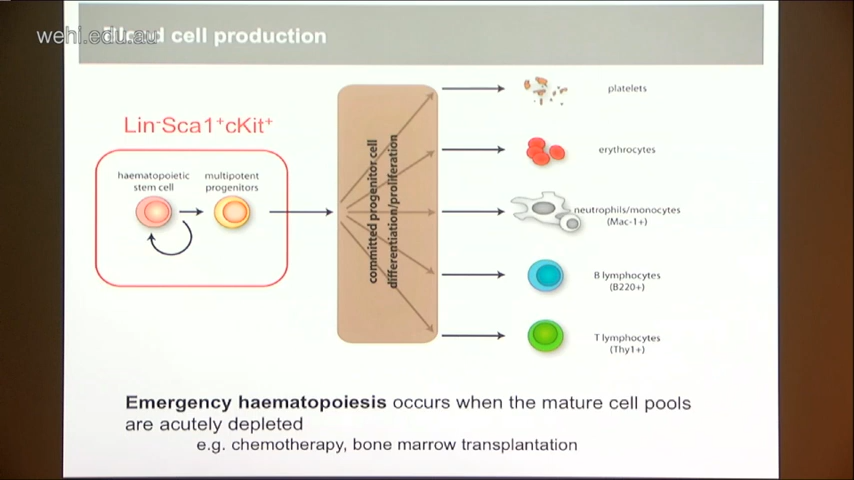 wehi.edu.au
Blood cell production
Lin-Sca1+cKit+
haematopoietic
stem cell
multipotent
progenitors
committed progenitor cell
differentiation/proliferation
platelets
erythrocytes
neutrophils/monocytes
(Mac-1+)
B lymphocytes
(B220+)
T lymphocytes
(Thy1+)
Emergency haematopoiesis occurs when the mature cell pools
are acutely depleted
e.g. chemotherapy, bone marrow transplantation